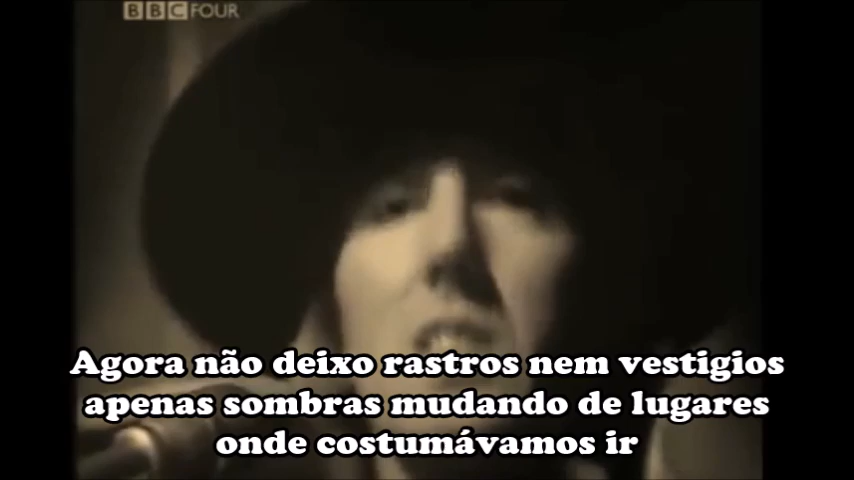 BBC FOUR
Agora não deixo rastros nem vestigios
apenas sombras mudando de lugares
onde costumávamos ir